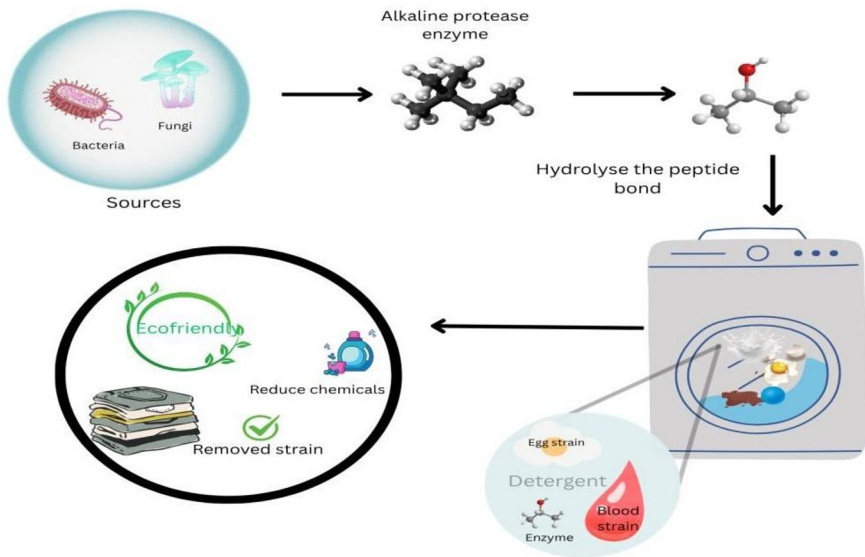 Alkaline protease
enzyme
Bacteria
Fungi
Sources
Hydrolyse the peptide
bond
Ecofriendly
Reduce chemicals
Removed strain
Egg strain
Detergent
Enzyme
Blood
strain